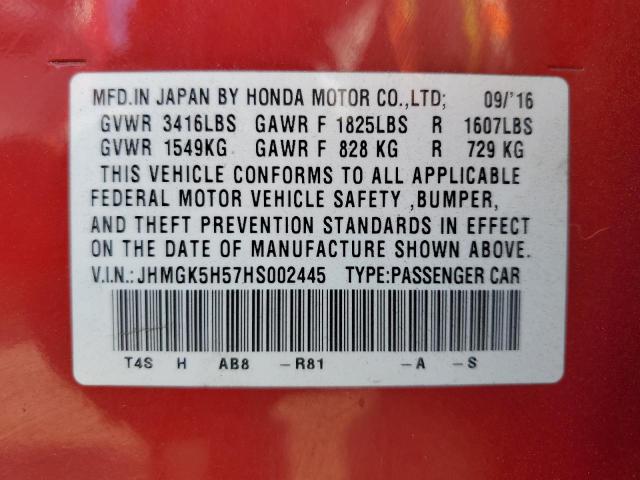 MFD.IN JAPAN BY HONDA MOTOR CO.,LTD; 09/'16
GVWR 3416LBS GAWR F 1825LBS R 1607LBS
GVWR 1549KG GAWR F 828 KG R 729 KG
THIS VEHICLE CONFORMS TO ALL APPLICABLE
FEDERAL MOTOR VEHICLE SAFETY ,BUMPER,
AND THEFT PREVENTION STANDARDS IN EFFECT
ON THE DATE OF MANUFACTURE SHOWN ABOVE.
V.I.N.:JHMGK5H57HS002445 TYPE:PASSENGER CAR
T4S H AB8 –R81 –A –S